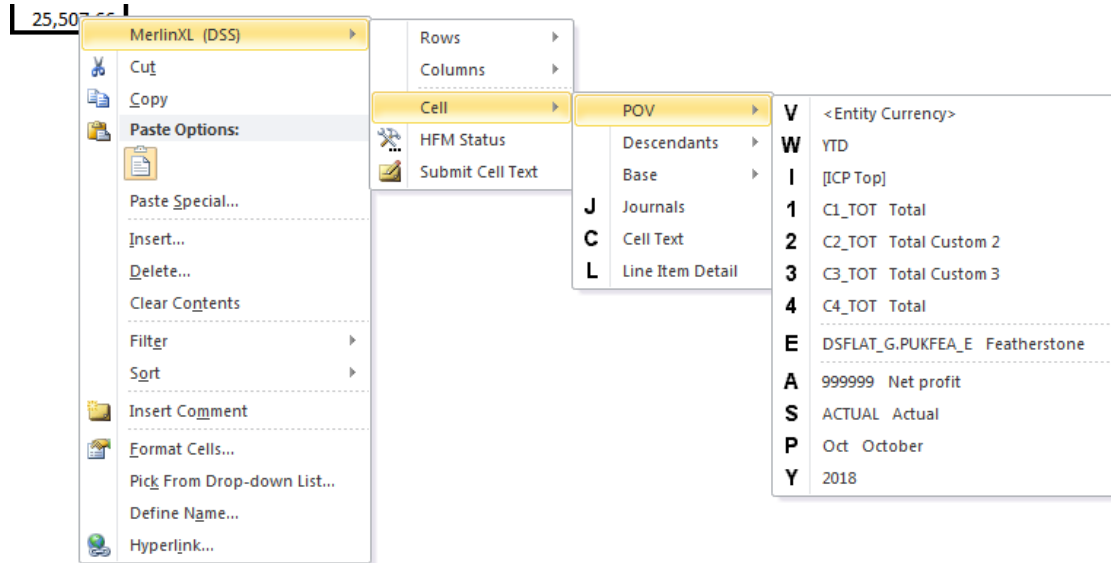 25,507.66
MerlinXL (DSS)
Cut
Copy
Paste Options:
Paste Special...
Insert...
Delete...
Clear Contents
Filter
Sort
Insert Comment
Format Cells...
Pick From Drop-down List...
Define Name...
Hyperlink...
Rows
Columns
Cell
HFM Status
Submit Cell Text
POV
Descendants
Base
J Journals
C Cell Text
L Line Item Detail
V <Entity Currency>
W YTD
I [ICP Top]
1 C1_TOT Total
2 C2_TOT Total Custom 2
3 C3_TOT Total Custom 3
4 C4_TOT Total
E DSFLAT_G.PUKFEA_E Featherstone
A 999999 Net profit
S ACTUAL Actual
P Oct October
Y 2018